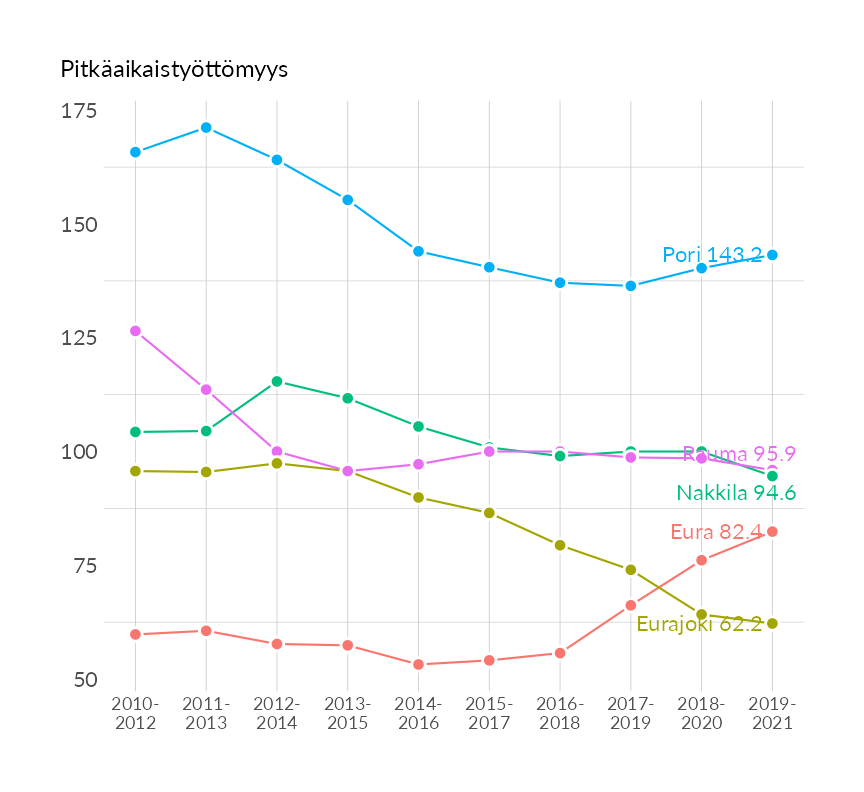 Pitkäaikaistyöttömyys
175
150
125
100
75
50
Pori 143.2
Rauma 95.9
Nakkila 94.6
Eura 82.4
Eurajoki 62.2
2010- 2011- 2012- 2013- 2014- 2015- 2016- 2017- 2018- 2019-
2012 2013 2014 2015 2016 2017 2018 2019 2020 2021